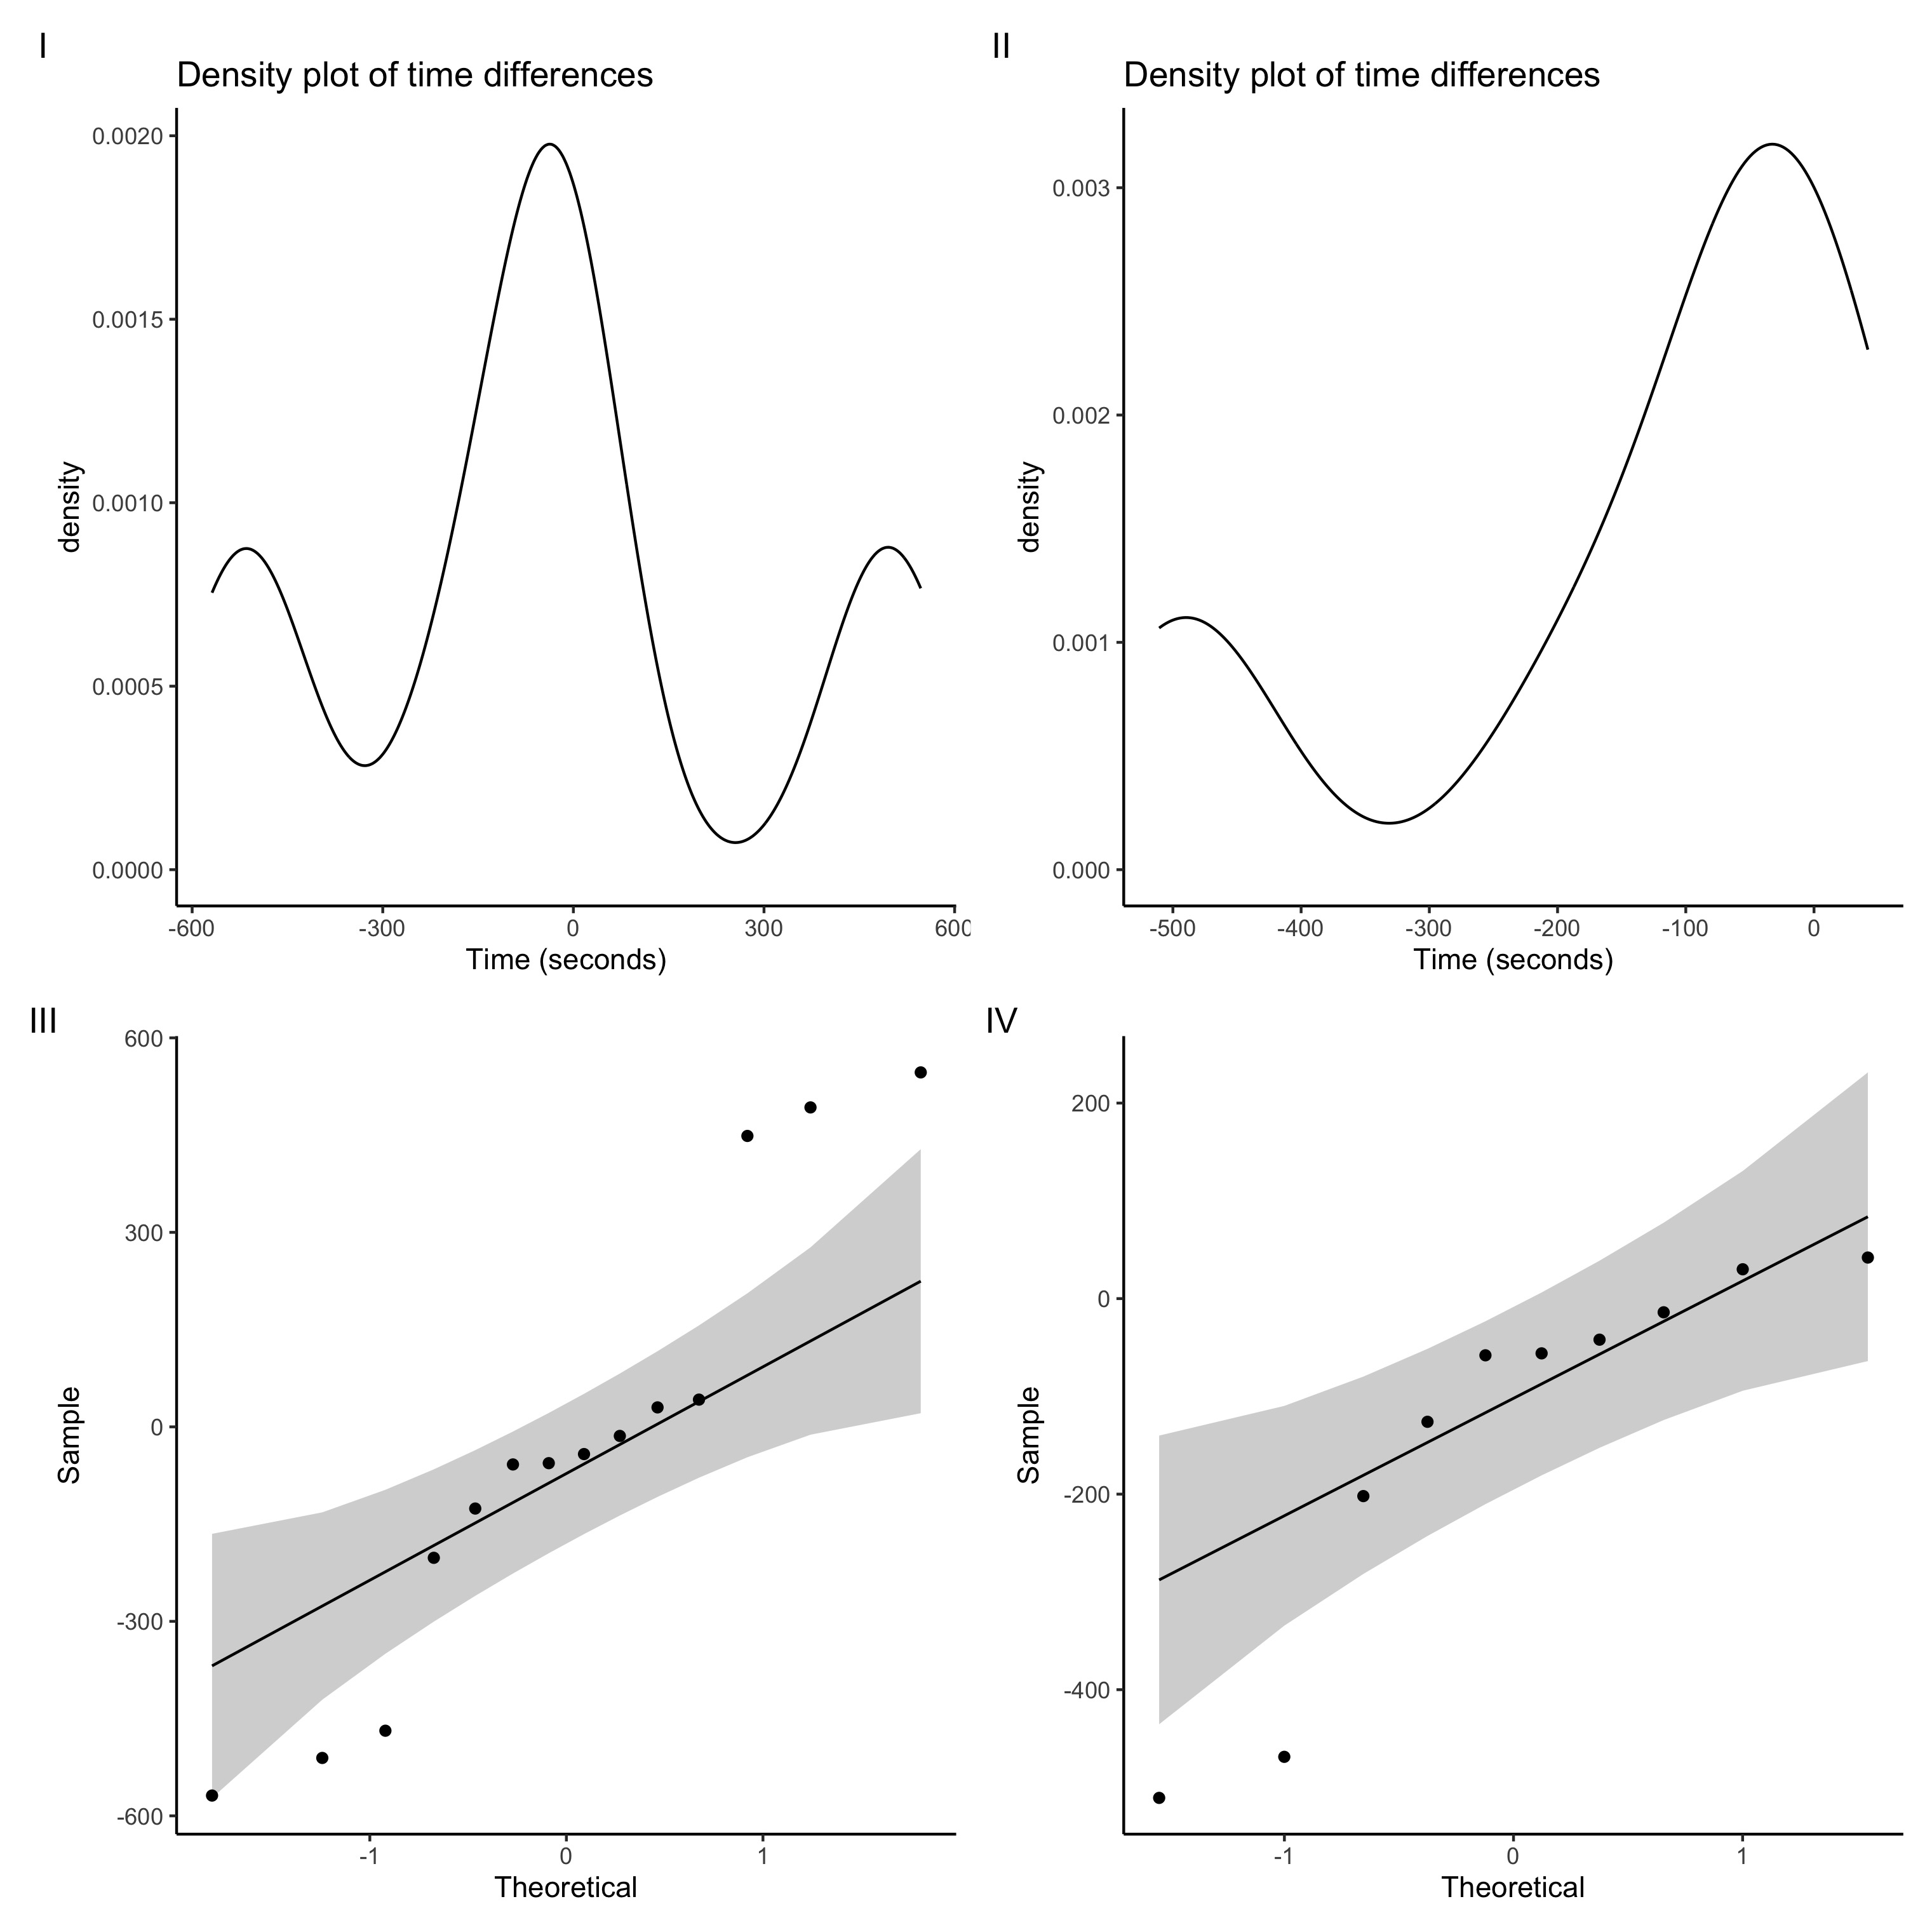 I
Density plot of time differences
0.0020
0.0015
0.0010
0.0005
0.0000
density
-600 -300 0 300 600
Time (seconds)
II
Density plot of time differences
0.003
0.002
0.001
0.000
density
-500 -400 -300 -200 -100 0
Time (seconds)
III
600
300
0
-300
-600
Sample
-1 0 1
Theoretical
IV
200
0
-200
-400
Sample
-1 0 1
Theoretical